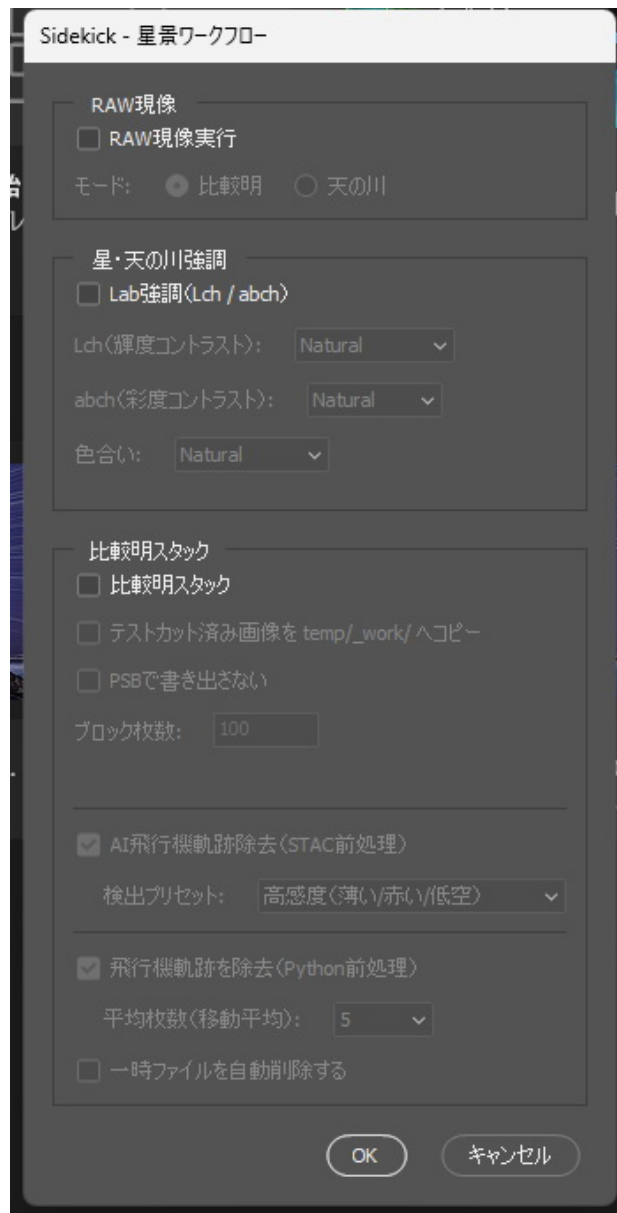 Sidekick - 星景ワークフロー
RAW現像
RAW現像実行
モード: 比較明 天の川
星・天の川強調
Lab強調(Lch / abch)
Lch(輝度コントラスト): Natural
abch(彩度コントラスト): Natural
色合い: Natural
比較明スタック
比較明スタック
テストカット済み画像を temp/_work/ へコピー
PSBで書き出さない
ブロック枚数: 100
AI飛行機軌跡除去(STAC前処理)
検出プリセット: 高感度(薄い/赤い/低空)
飛行機軌跡を除去(Python前処理)
平均枚数(移動平均): 5
一時ファイルを自動削除する
OK キャンセル